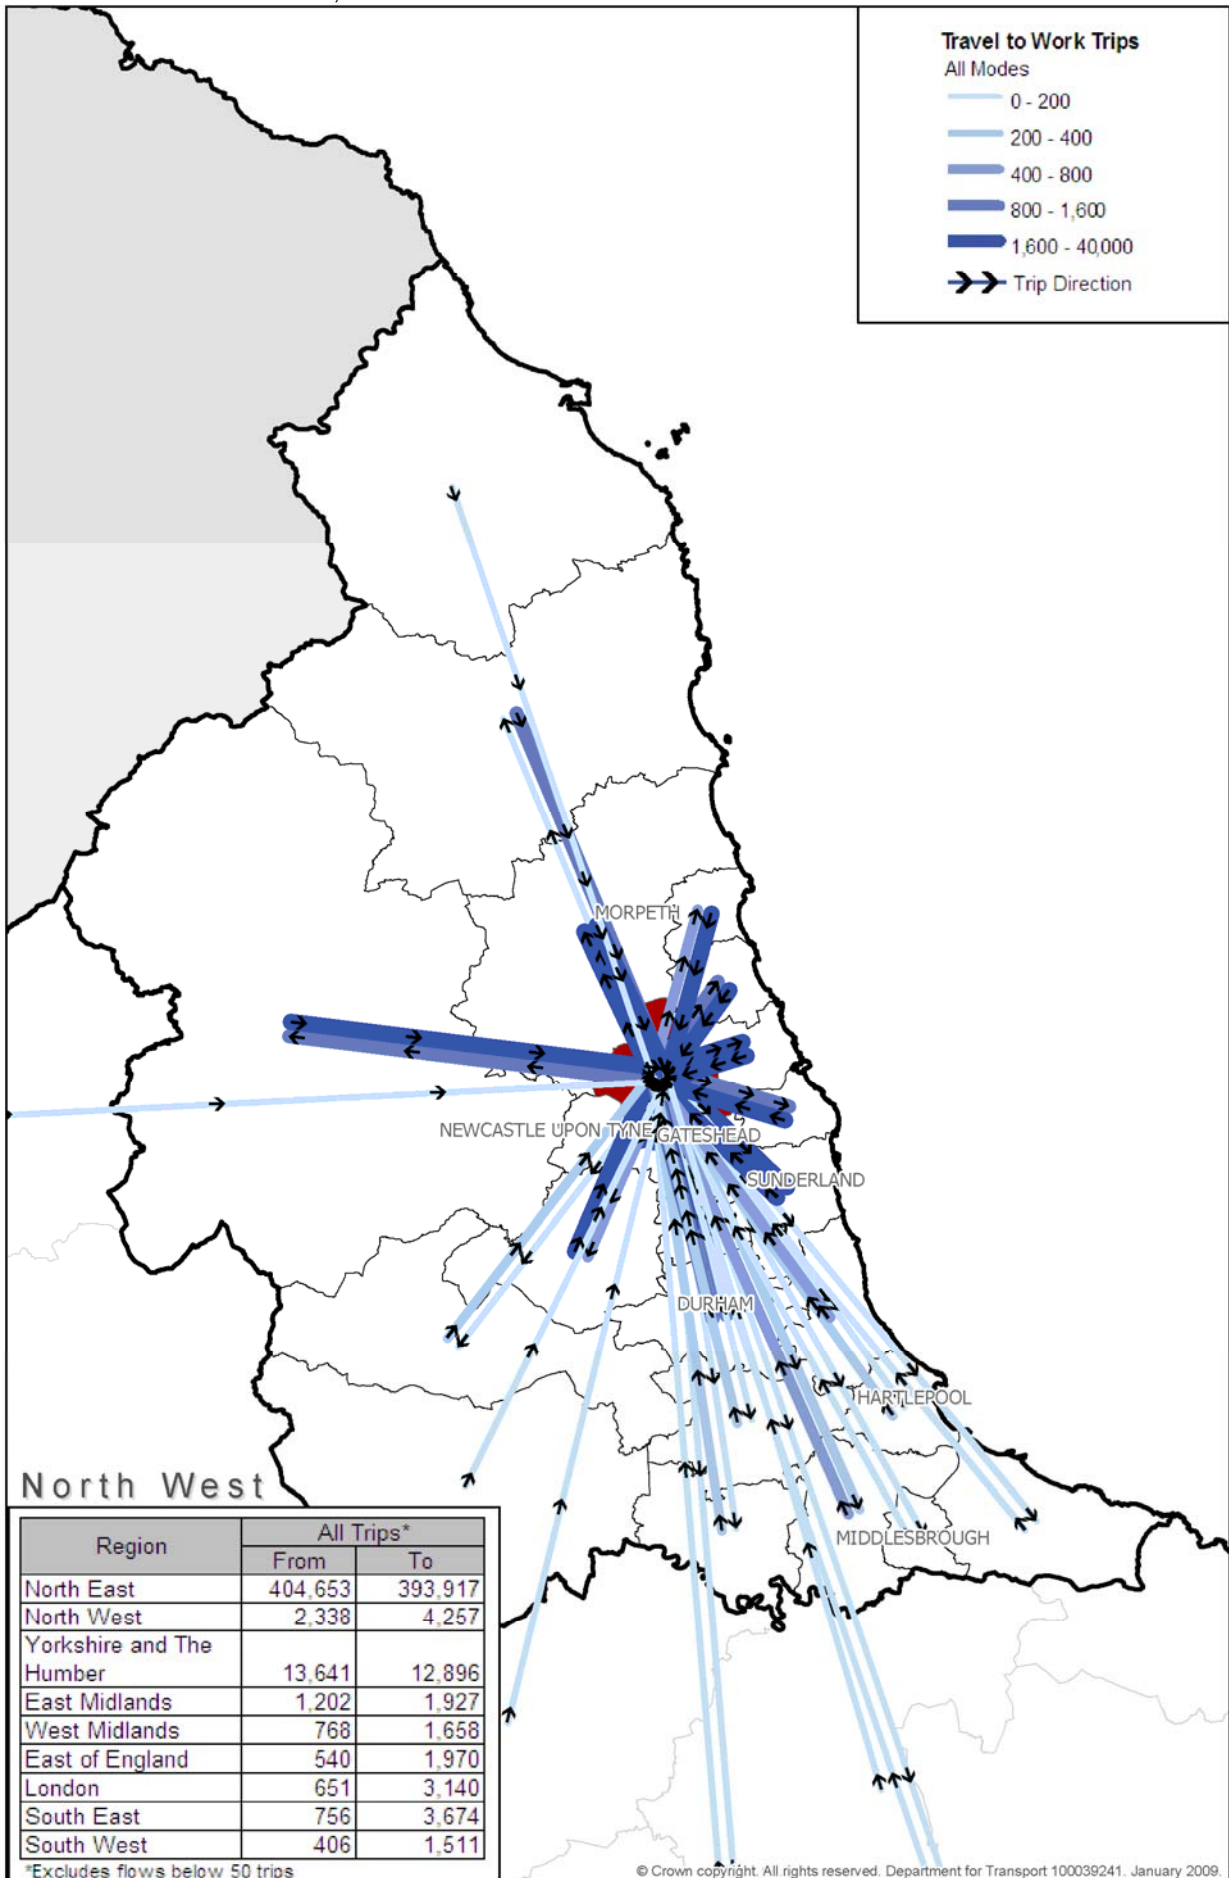 Travel to Work Trips
All Modes
0 - 200
200 - 400
400 - 800
800 - 1,600
1,600 - 40,000
Trip Direction
MORPETH
NEWCASTLE UPON TYNE
GATESHEAD
SUNDERLAND
DURHAM
HARTLEPOOL
MIDDLESBROUGH
North West
Region All Trips*
From To
North East 404,653 393,917
North West 2,338 4,257
Yorkshire and The
Humber 13,641 12,896
East Midlands 1,202 1,927
West Midlands 768 1,658
East of England 540 1,970
London 651 3,140
South East 756 3,674
South West 406 1,511
*Excludes flows below 50 trips
© Crown copyright. All rights reserved. Department for Transport 100039241. January 2009.